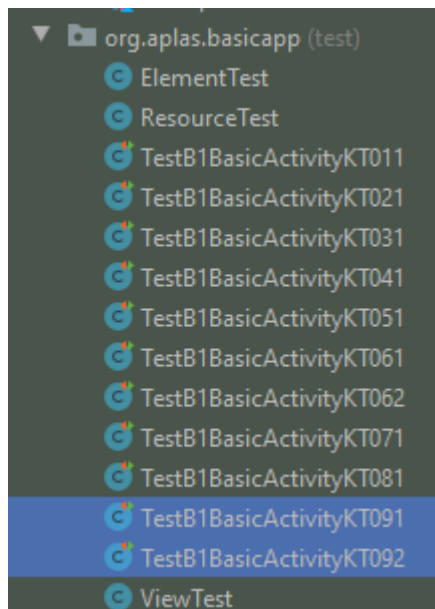 org.aplas.basicapp (test)
ElementTest
ResourceTest
TestB1BasicActivityKT011
TestB1BasicActivityKT021
TestB1BasicActivityKT031
TestB1BasicActivityKT041
TestB1BasicActivityKT051
TestB1BasicActivityKT061
TestB1BasicActivityKT062
TestB1BasicActivityKT071
TestB1BasicActivityKT081
TestB1BasicActivityKT091
TestB1BasicActivityKT092
ViewTest